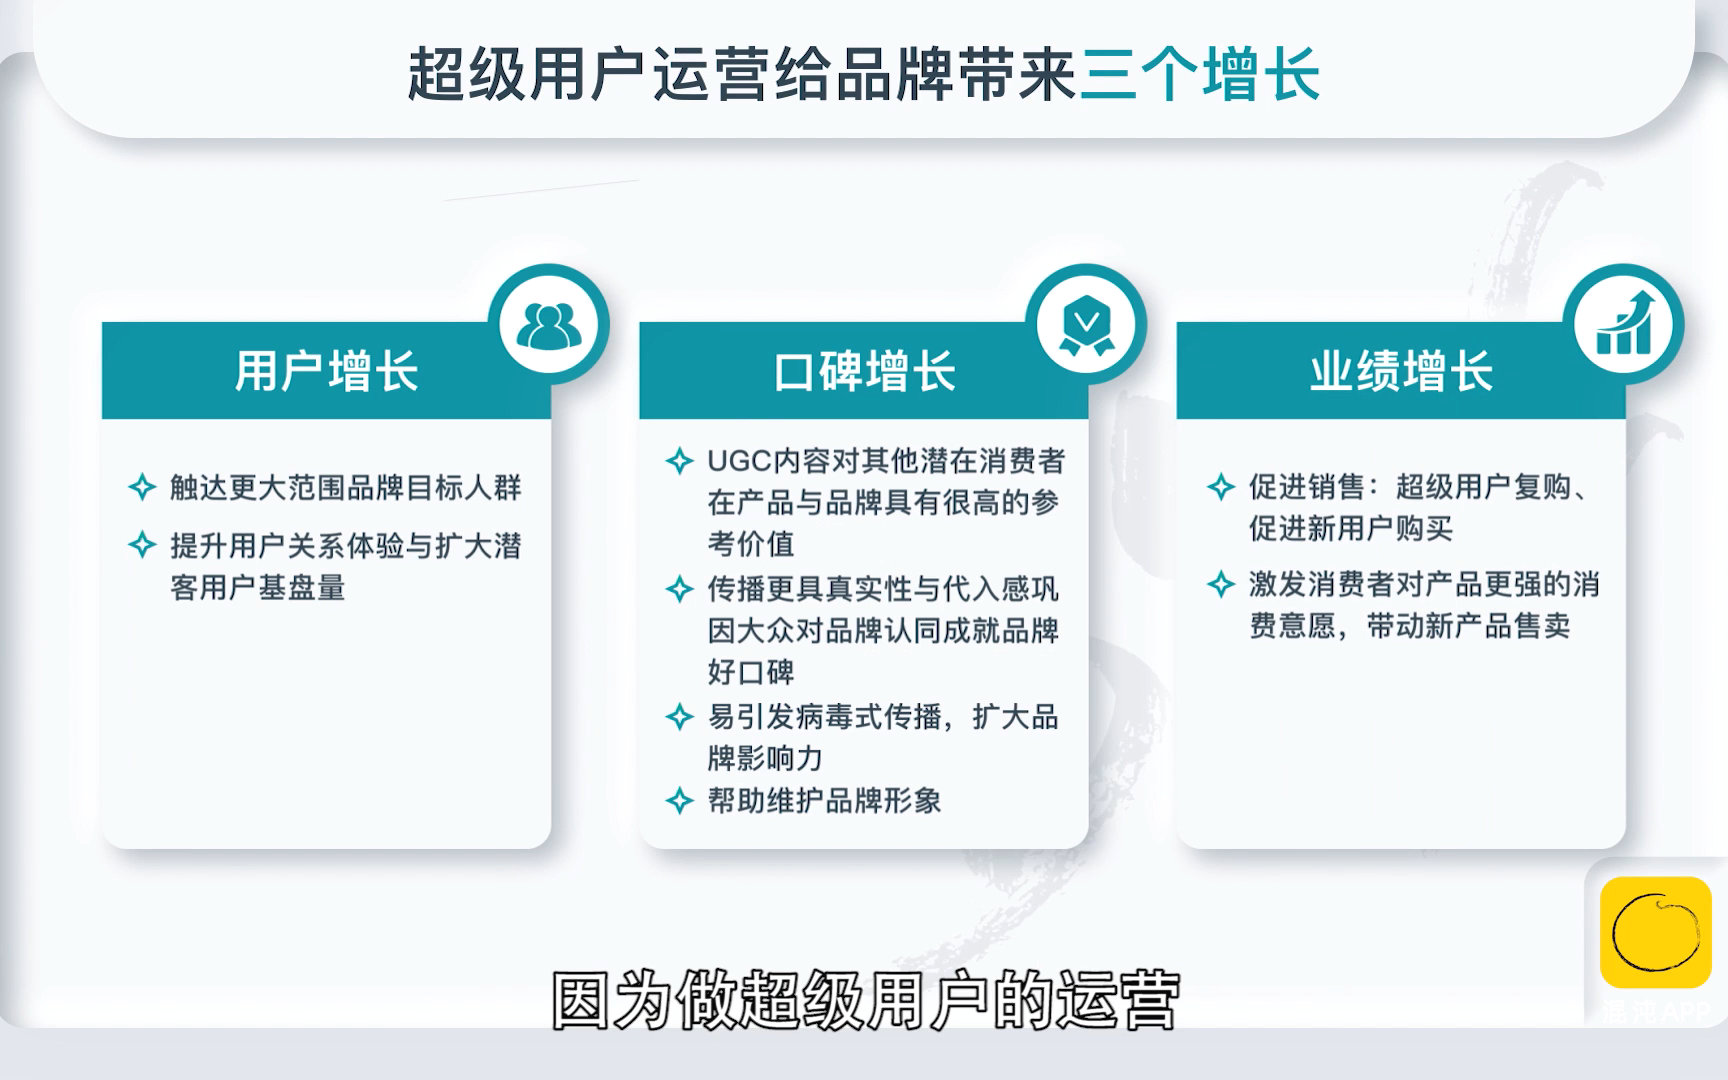 超级用户运营给品牌带来三个增长
用户增长
触达更大范围品牌目标人群
提升用户关系体验与扩大潜
客用户基盘量
口碑增长
UGC内容对其他潜在消费者
在产品与品牌具有很高的参
考价值
传播更具真实性与代入感巩
因大众对品牌认同成就品牌
好口碑
易引发病毒式传播，扩大品
牌影响力
帮助维护品牌形象
业绩增长
促进销售：超级用户复购、
促进新用户购买
激发消费者对产品更强的消
费意愿，带动新产品售卖
因为做超级用户的运营
混沌APP